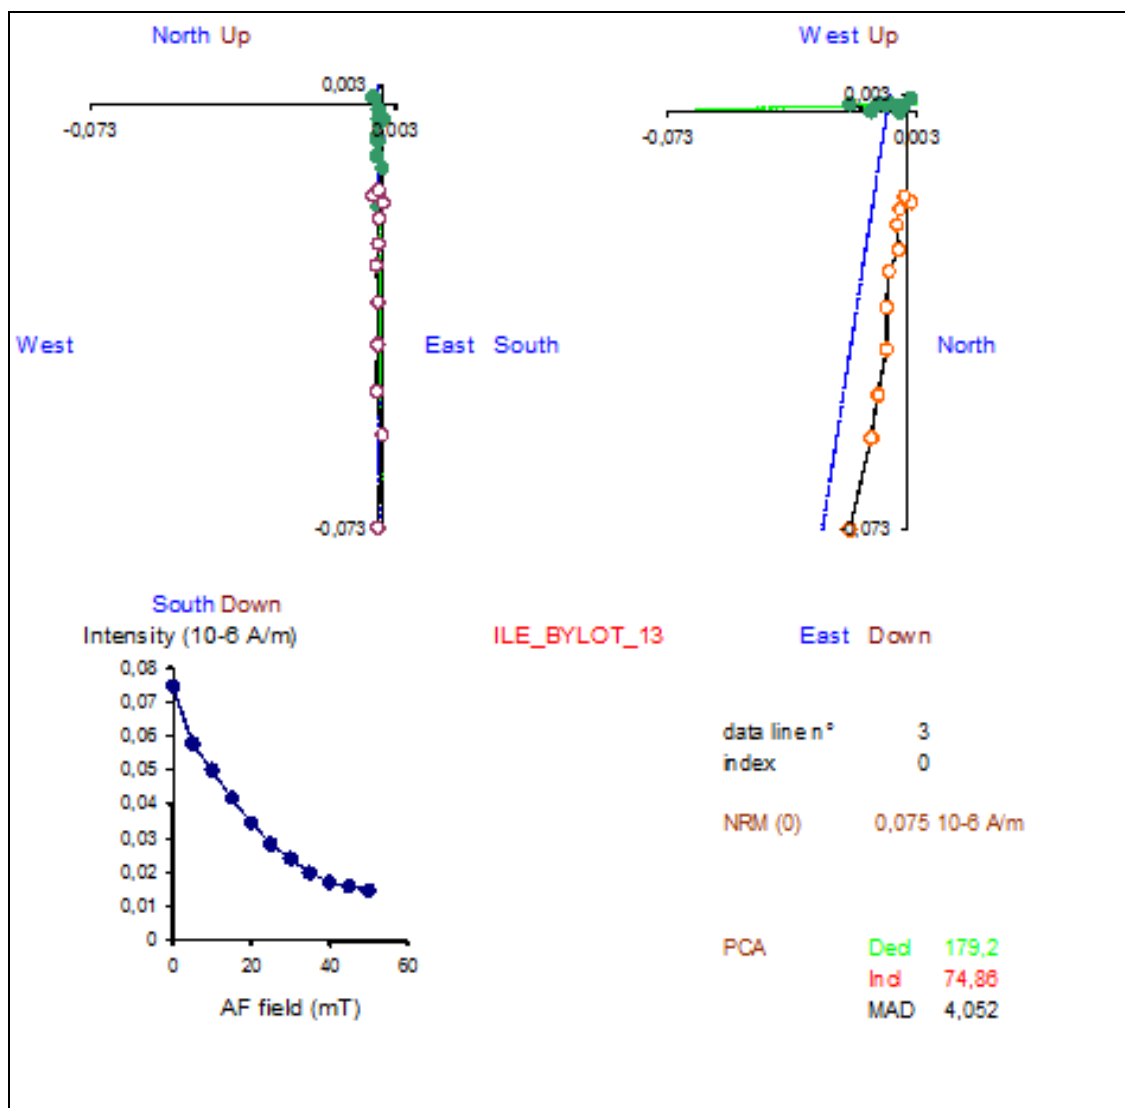 North Up
West Up
0,003
0,003
-0,073
0,003
-0,073
0,003
West
East
South
North
-0,073
-0,073
South Down
Intensity (10-6 A/m)
ILE_BYLOT_13
East Down
0,08
0,07
0,06
0,05
0,04
0,03
0,02
0,01
0
0
20
40
60
AF field (mT)
data line n° 3
index 0
NRM (0) 0,075 10-6 A/m
PCA Decl 179,2
Incl 74,86
MAD 4,052